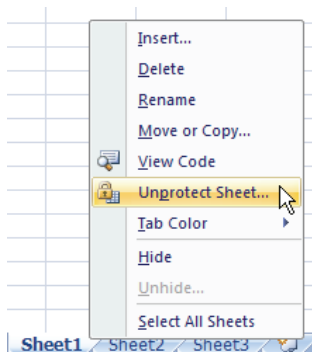 Insert...
Delete
Rename
Move or Copy...
View Code
Unprotect Sheet...
Tab Color
Hide
Unhide...
Select All Sheets
Sheet1 Sheet2 Sheet3